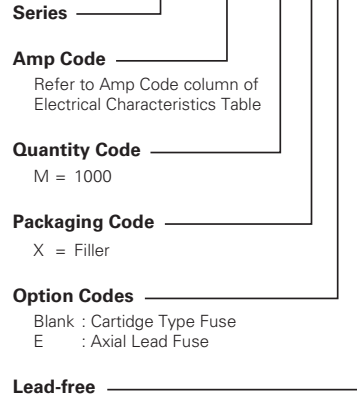 Series
Amp Code
Refer to Amp Code column of
Electrical Characteristics Table
Quantity Code
M = 1000
Packaging Code
X = Filler
Option Codes
Blank : Cartidge Type Fuse
E : Axial Lead Fuse
Lead-free